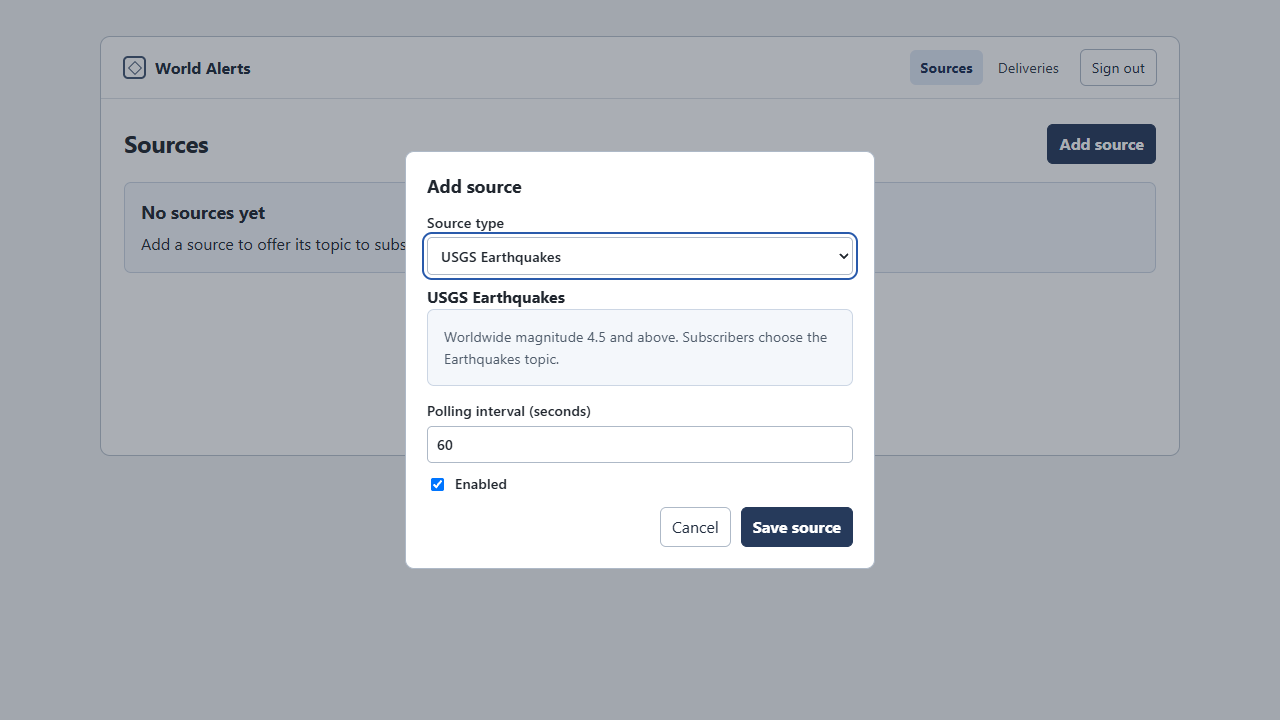 World Alerts
Sources
Deliveries
Sign out
Sources
Add source
No sources yet
Add a source to offer its topic to subs
Add source
Source type
USGS Earthquakes
USGS Earthquakes
Worldwide magnitude 4.5 and above. Subscribers choose the
Earthquakes topic.
Polling interval (seconds)
60
Enabled
Cancel
Save source